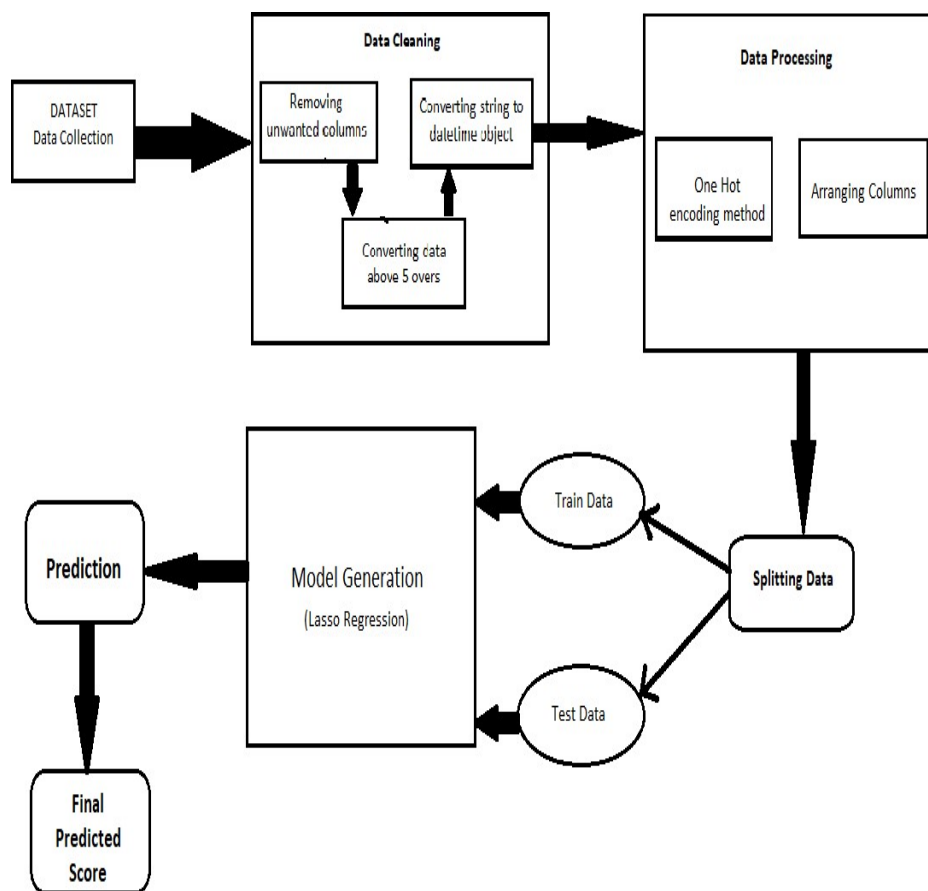 Data Cleaning
Data Processing
DATASET
Data Collection
Removing
unwanted columns
Converting string to
datetime object
Converting data
above 5 overs
One Hot
encoding method
Arranging Columns
Train Data
Splitting Data
Test Data
Model Generation
(Lasso Regression)
Prediction
Final
Predicted
Score